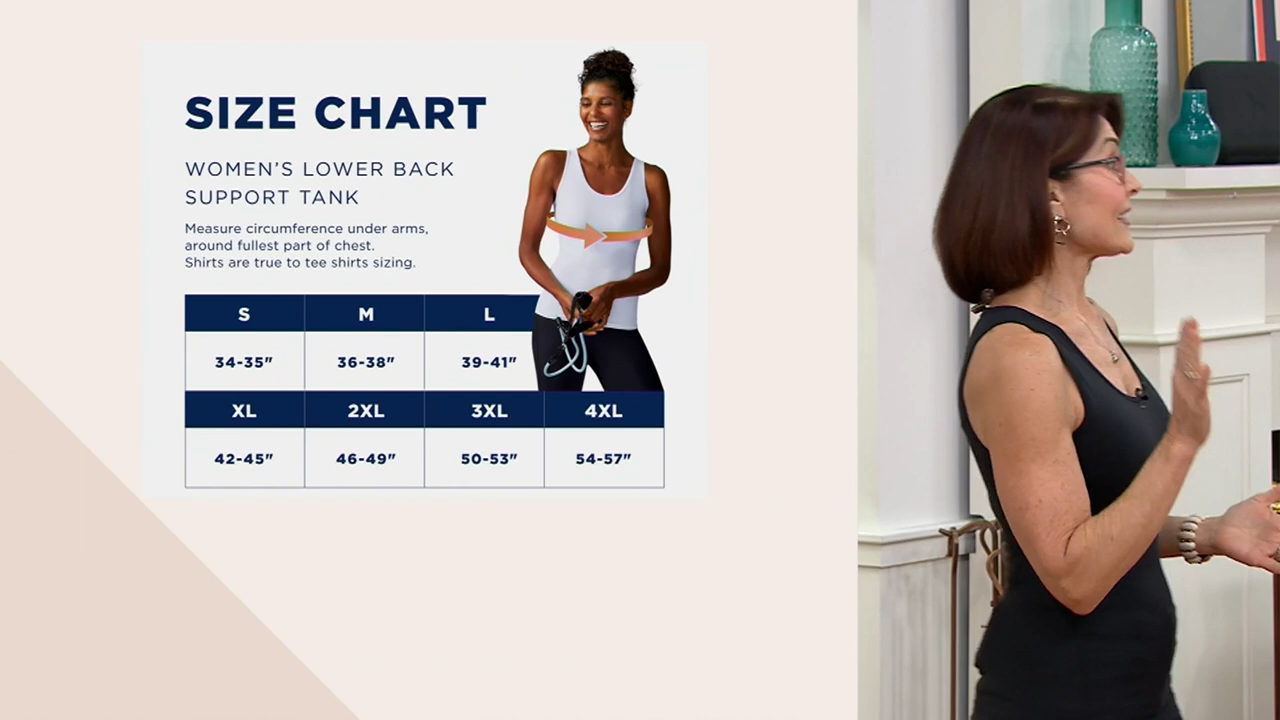 SIZE CHART
WOMEN'S LOWER BACK
SUPPORT TANK
Measure circumference under arms,
around fullest part of chest.
Shirts are true to tee shirts sizing.
S M L
34-35" 36-38" 39-41"
XL 2XL 3XL 4XL
42-45" 46-49" 50-53" 54-57"